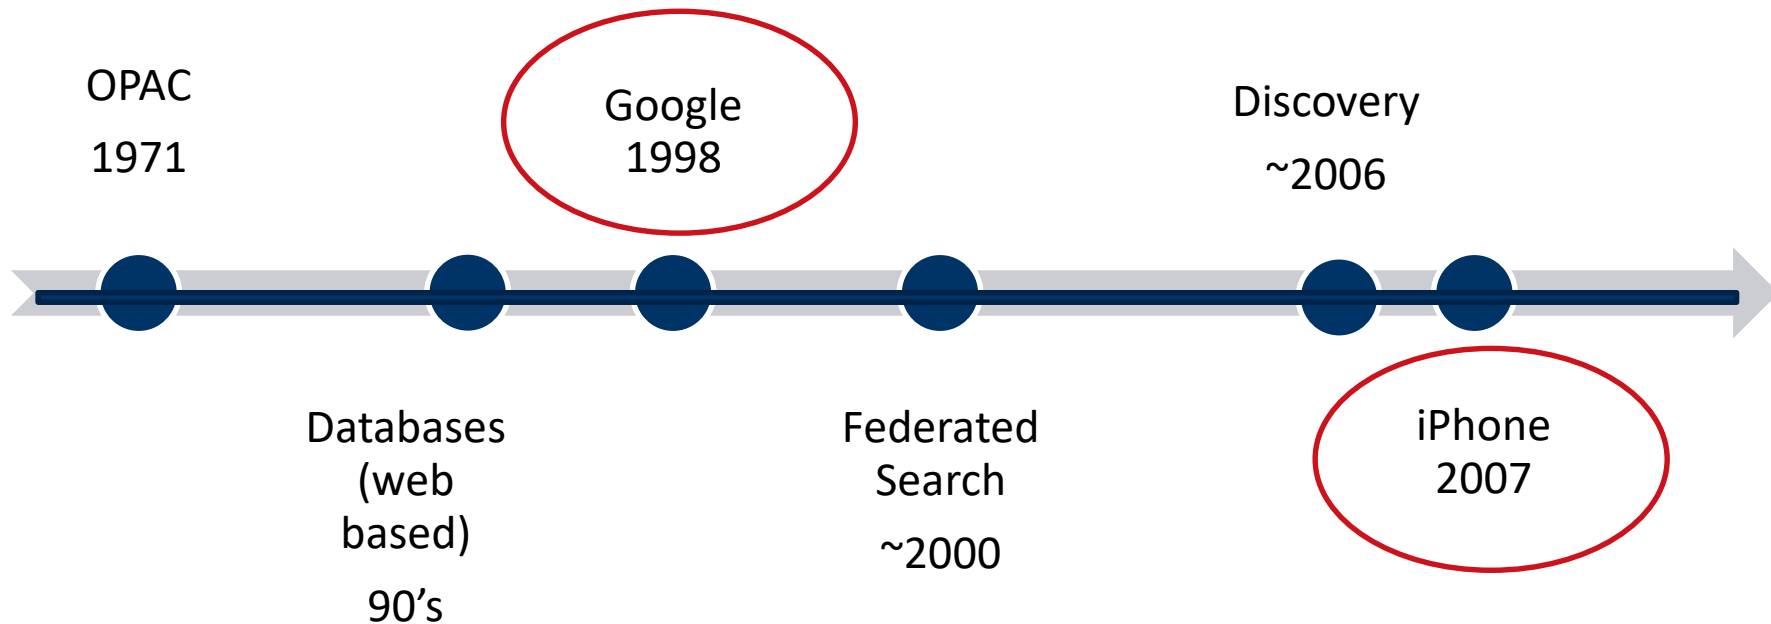 OPAC
1971
Databases
(web
based)
90’s
Google
1998
Federated
Search
~2000
Discovery
~2006
iPhone
2007